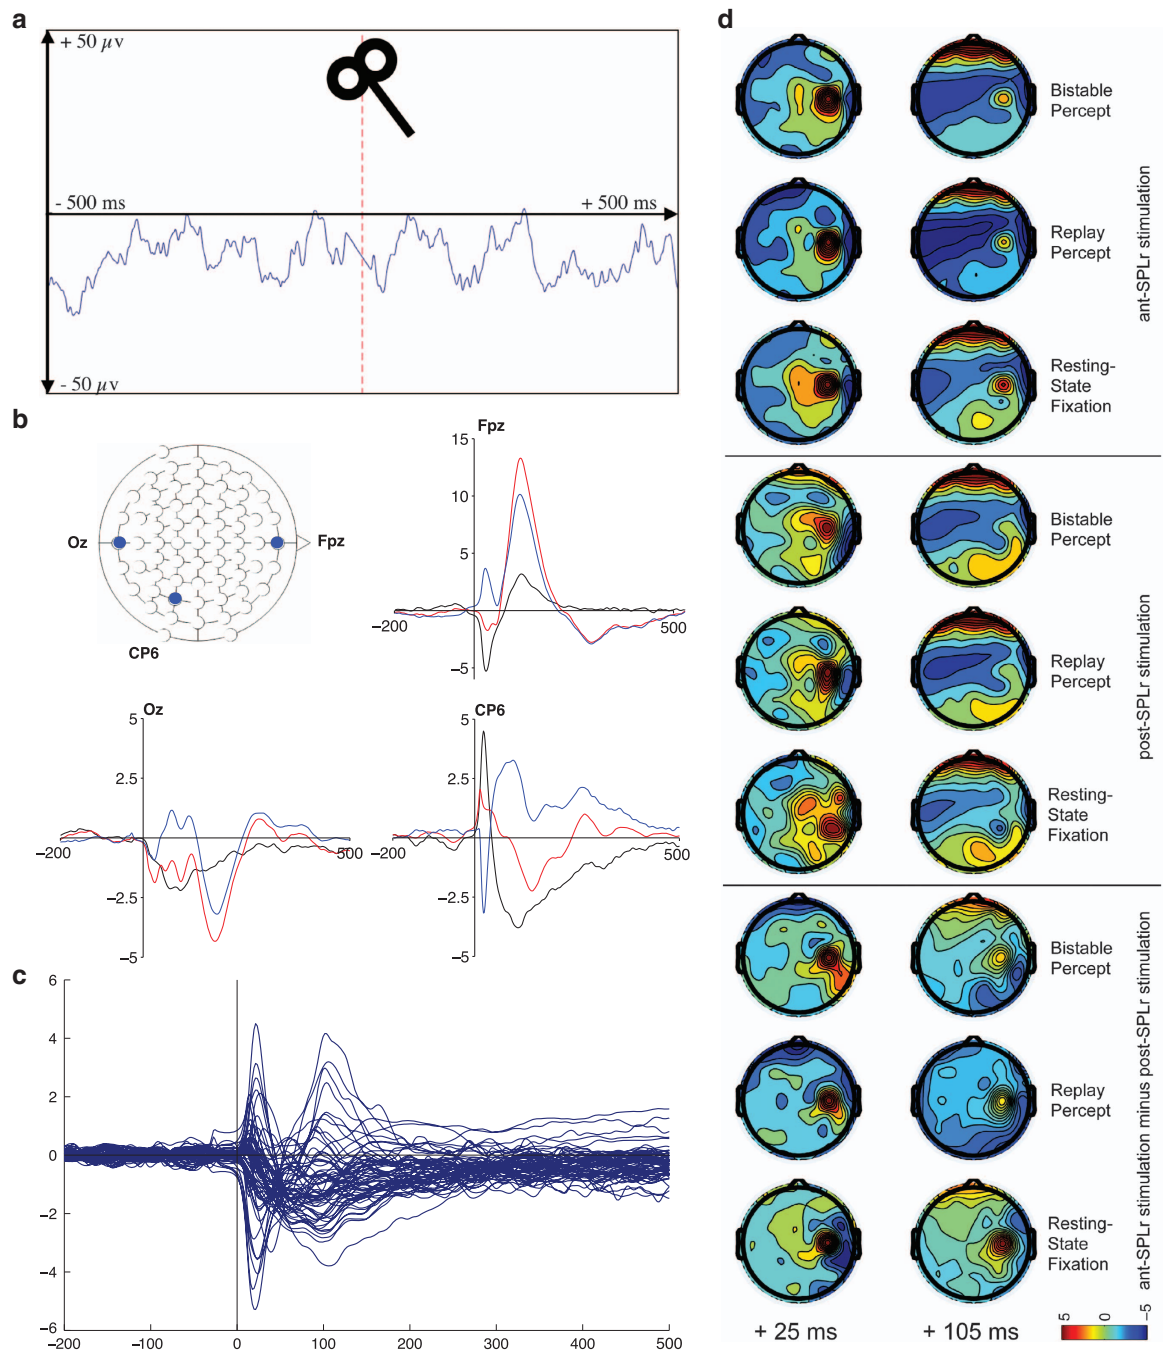 a
+ 50 µv
- 500 ms
+ 500 ms
- 50 µv
b
Oz
Fpz
CP6
Fpz
15
10
5
-200
500
-5
Oz
5
2.5
-200
500
-2.5
-5
CP6
5
2.5
-200
500
-2.5
-5
c
6
4
2
0
-2
-4
-6
-200
-100
0
100
200
300
400
500
d
Bistable
Percept
Replay
Percept
Resting-
State
Fixation
ant-SPLr stimulation
Bistable
Percept
Replay
Percept
Resting-
State
Fixation
post-SPLr stimulation
Bistable
Percept
Replay
Percept
Resting-
State
Fixation
ant-SPLr stimulation minus post-SPLr stimulation
+ 25 ms
+ 105 ms
5
0
-5